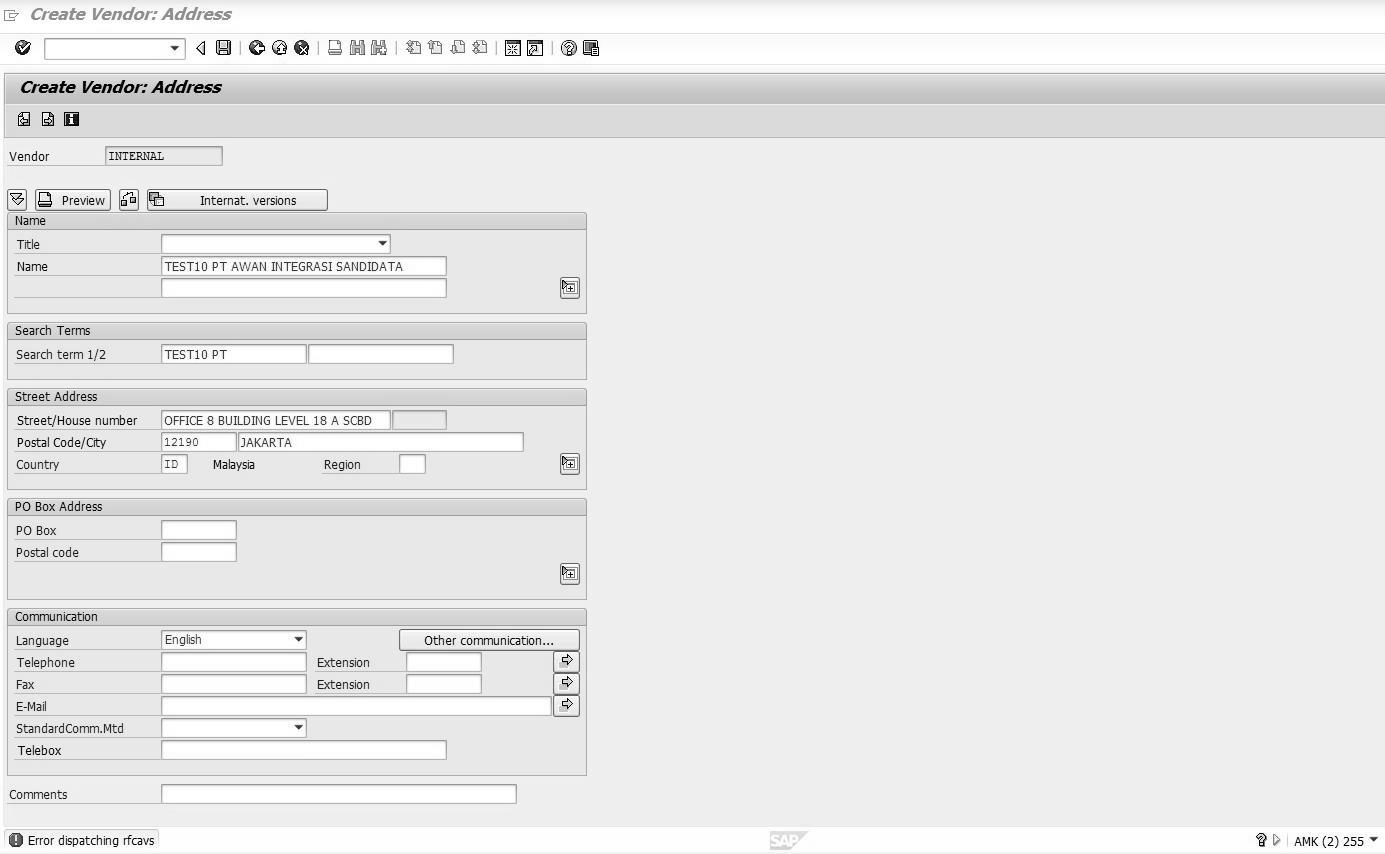 Create Vendor: Address
Create Vendor: Address
Vendor INTERNAL
Preview Internat. versions
Name
Title
Name TEST10 PT AWAN INTEGRASI SANDIDATA
Search Terms
Search term 1/2 TEST10 PT
Street Address
Street/House number OFFICE 8 BUILDING LEVEL 18 A SCBD
Postal Code/City 12190 JAKARTA
Country ID Malaysia Region
PO Box Address
PO Box
Postal code
Communication
Language English Other communication...
Telephone Extension
Fax Extension
E-Mail
StandardComm.Mtd
Telebox
Comments
Error dispatching rfcavs SAP AMK (2) 255